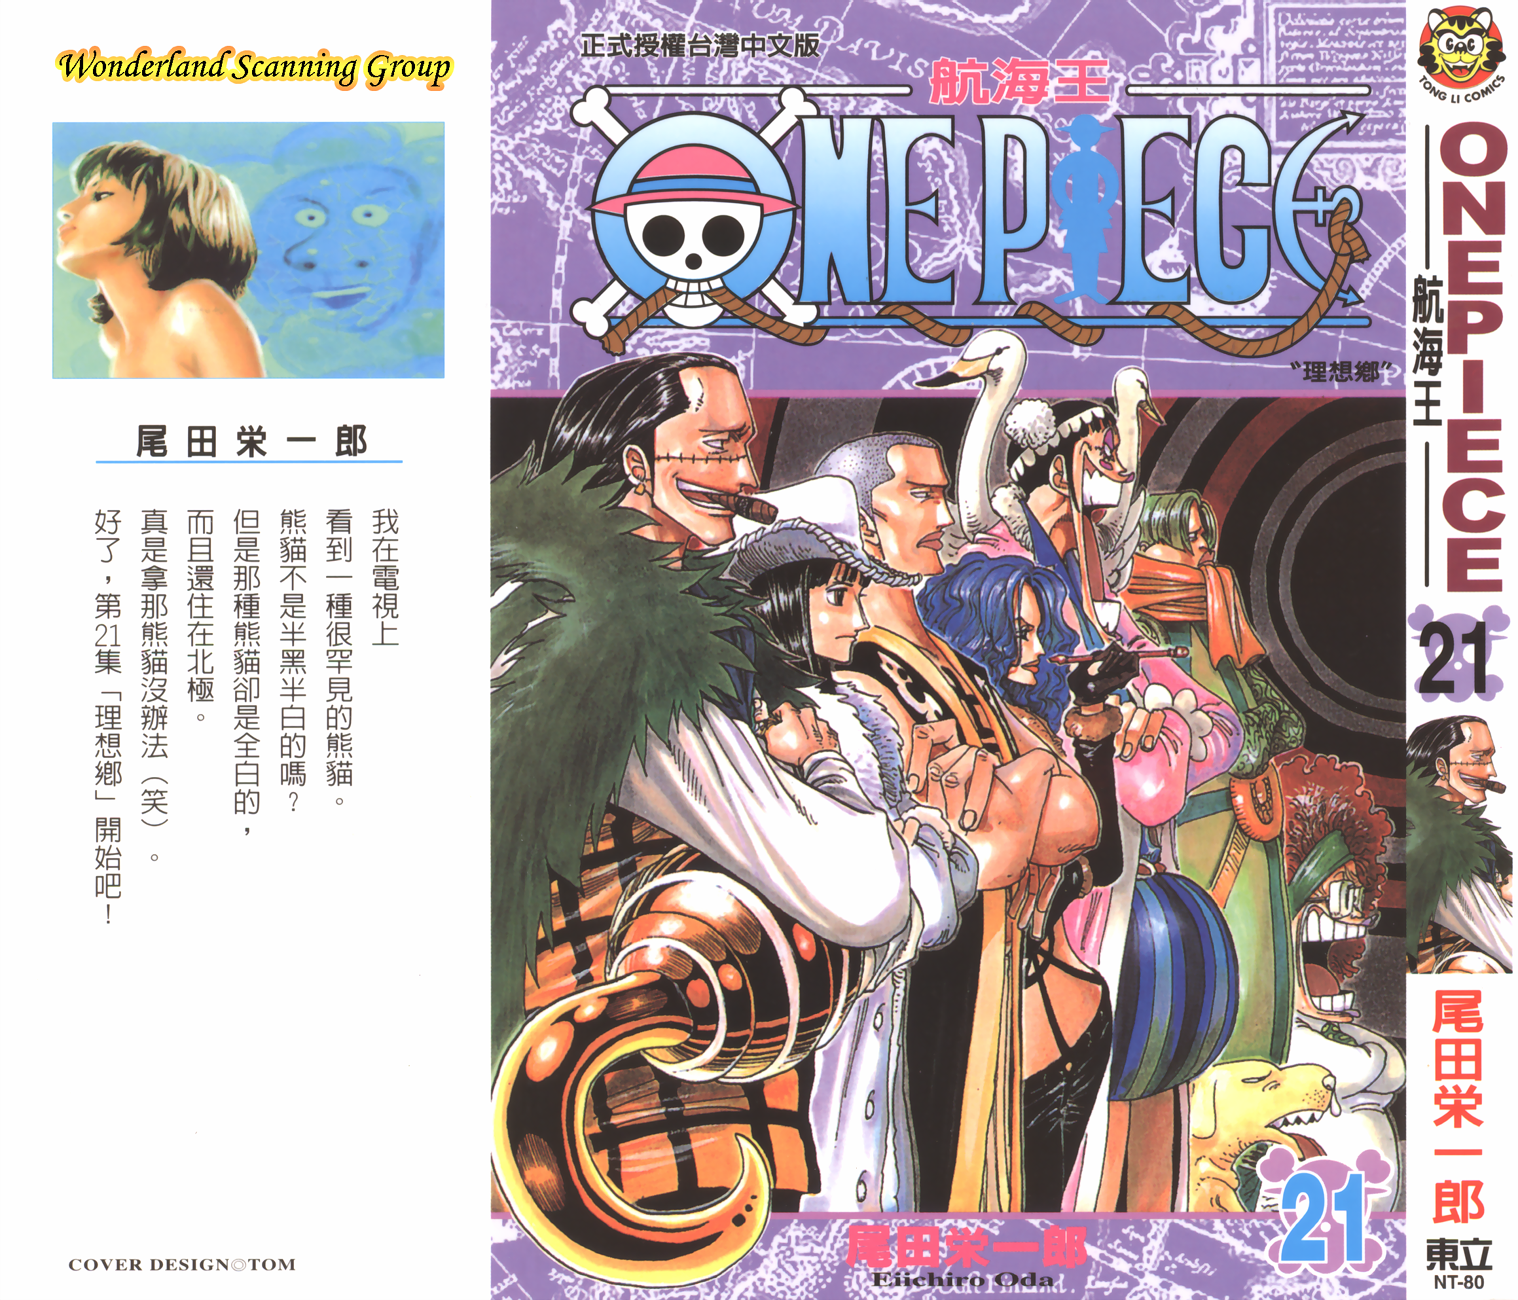 Wonderland Scanning Group
尾田栄一郎
我在電視上
看到一種很罕見的熊貓。
熊貓不是半黑半白的嗎？
但是那種熊貓卻是全白的，
而且還住在北極。
真是拿那熊貓沒辦法（笑）。
好了，第21集「理想鄉」開始吧！
COVER DESIGN◎TOM
正式授權台灣中文版
航海王
ONE PIECE
〝理想鄉〞
21
尾田栄一郎
Eiichiro Oda
TONG LI COMICS
ONE PIECE
航海王
21
尾田栄一郎
東立
NT-80